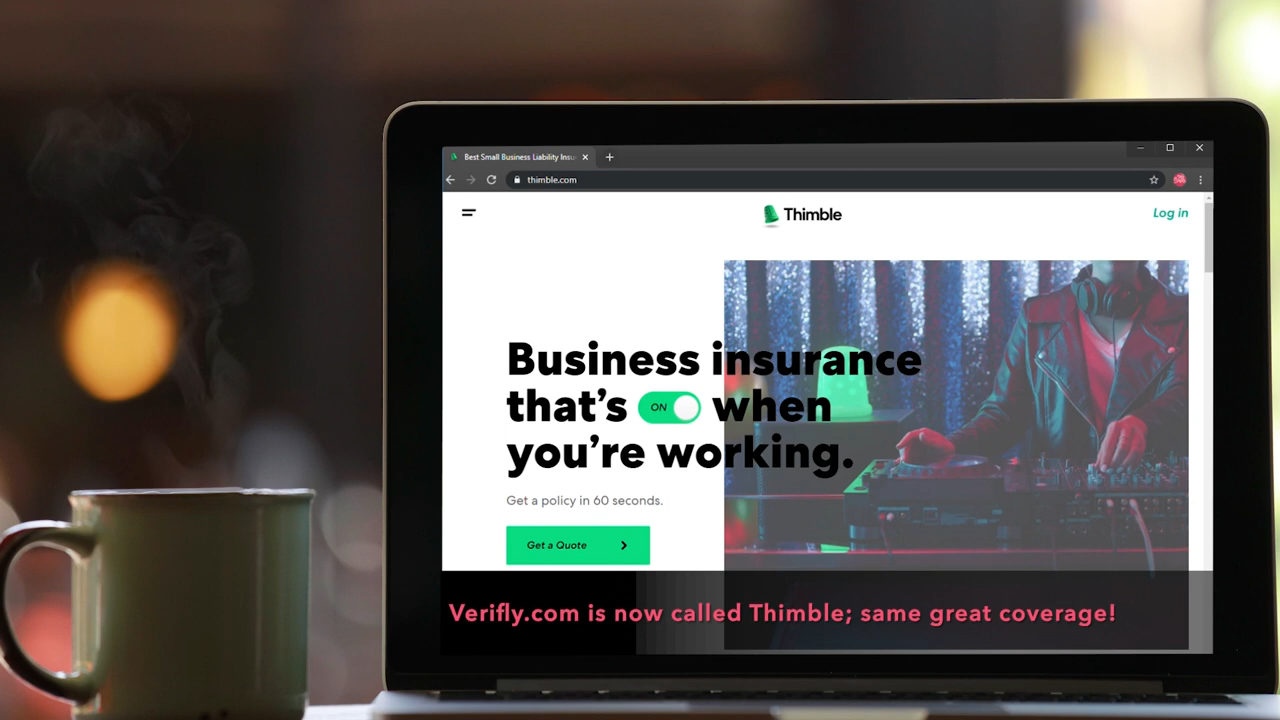 Best Small Business Liability Insu
thimble.com
Thimble
Log in
Business insurance
that's ON when
you're working.
Get a policy in 60 seconds.
Get a Quote
Verifly.com is now called Thimble; same great coverage!